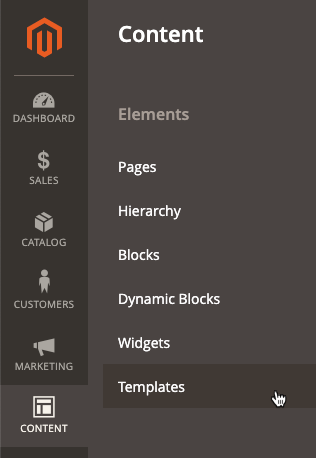 Content
Elements
Pages
Hierarchy
Blocks
Dynamic Blocks
Widgets
Templates
DASHBOARD
$
SALES
CATALOG
CUSTOMERS
MARKETING
CONTENT